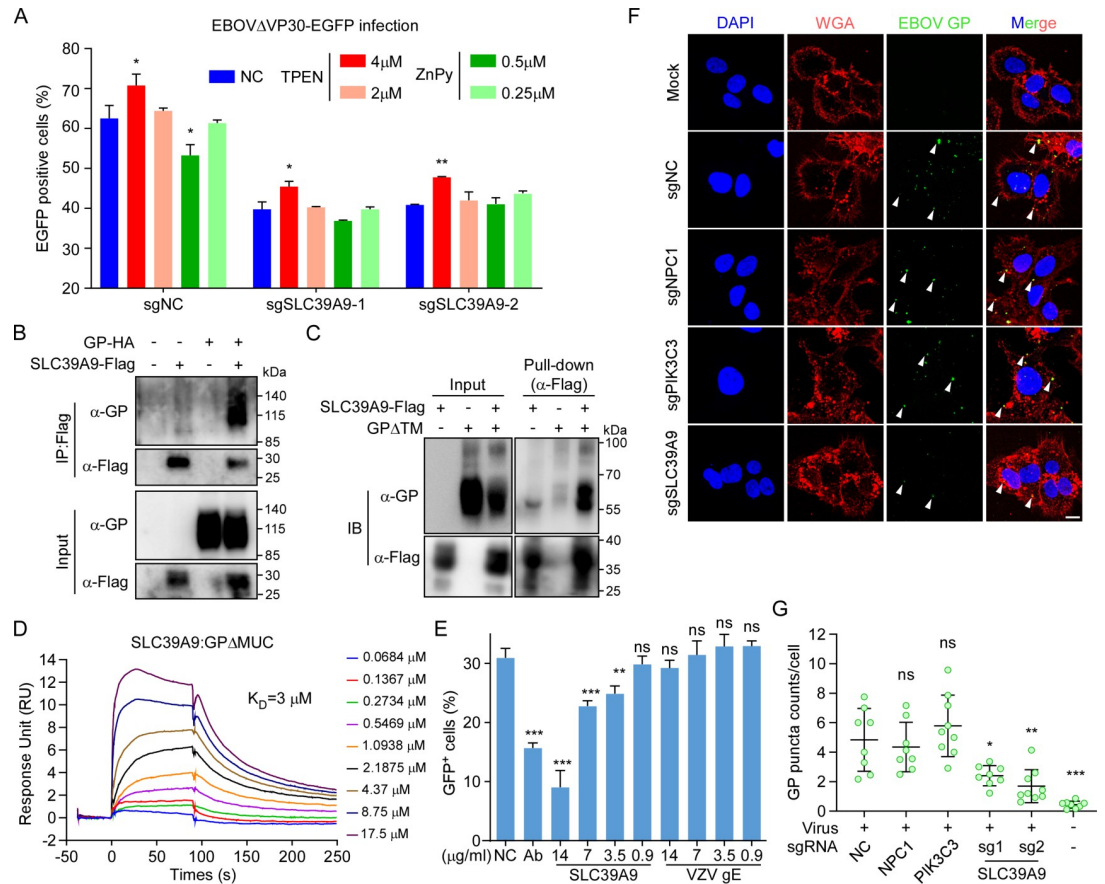 A
EBOVΔVP30-EGFP infection
EGFP positive cells (%)
80
70
60
50
40
30
20
NC
TPEN
4μM
2μM
ZnPy
0.5μM
0.25μM
*
*
*
**
sgNC
sgSLC39A9-1
sgSLC39A9-2
B
GP-HA - - + +
SLC39A9-Flag - + - +
kDa
IP:Flag
α-GP
140
115
85
α-Flag
30
25
Input
α-GP
140
115
85
α-Flag
30
25
C
Input
Pull-down
(α-Flag)
SLC39A9-Flag + - + + - +
GPΔTM - + + - + +
kDa
IB
α-GP
100
70
55
α-Flag
40
35
25
D
SLC39A9:GPΔMUC
Response Unit (RU)
14
12
10
8
6
4
2
0
-2
-50 0 50 100 150 200 250
Times (s)
KD=3 μM
0.0684 μM
0.1367 μM
0.2734 μM
0.5469 μM
1.0938 μM
2.1875 μM
4.37 μM
8.75 μM
17.5 μM
E
GFP+ cells (%)
30
20
10
0
***
***
***
**
ns
ns
ns
ns
ns
(μg/ml) NC Ab 14 7 3.5 0.9 14 7 3.5 0.9
SLC39A9
VZV gE
F
DAPI
WGA
EBOV GP
Merge
Mock
sgNC
sgNPC1
sgPIK3C3
sgSLC39A9
G
GP puncta counts/cell
12
10
8
6
4
2
0
ns
ns
*
**
***
Virus + + + + + -
sgRNA NC NPC1 PIK3C3 sg1 sg2 -
SLC39A9